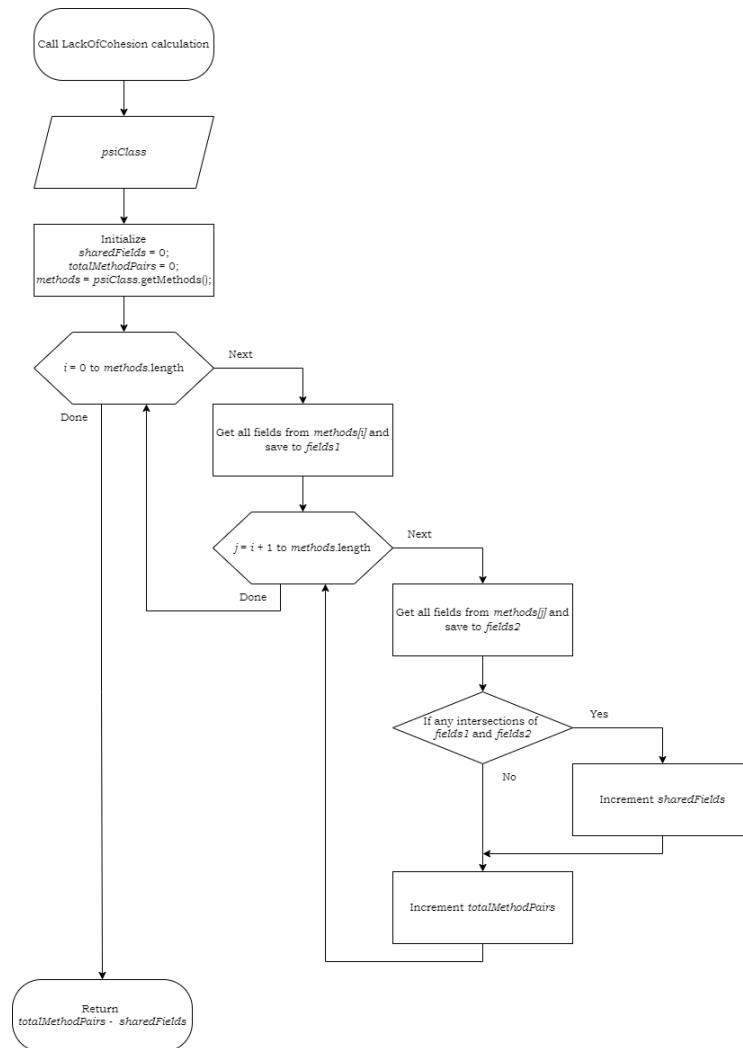 Call LackOfCohesion calculation
psiClass
Initialize
sharedFields = 0;
totalMethodPairs = 0;
methods = psiClass.getMethods();
i = 0 to methods.length
Next
Done
Get all fields from methods[i] and
save to fields1
j = i + 1 to methods.length
Next
Done
Get all fields from methods[j] and
save to fields2
If any intersections of
fields1 and fields2
Yes
No
Increment sharedFields
Increment totalMethodPairs
Return
totalMethodPairs - sharedFields